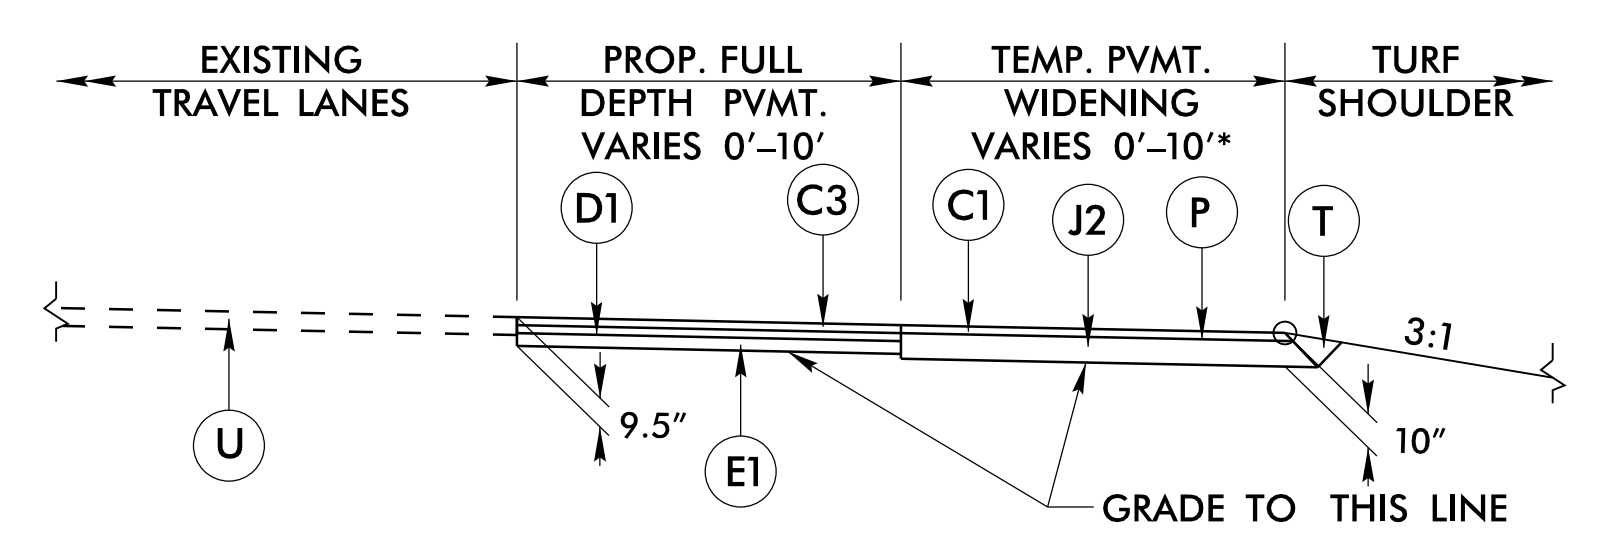 EXISTING
TRAVEL LANES
PROP. FULL
DEPTH PVMT.
VARIES 0'–10'
TEMP. PVMT.
WIDENING
VARIES 0'–10'*
TURF
SHOULDER
D1
C3
C1
J2
P
T
3:1
U
9.5"
E1
10"
GRADE TO THIS LINE